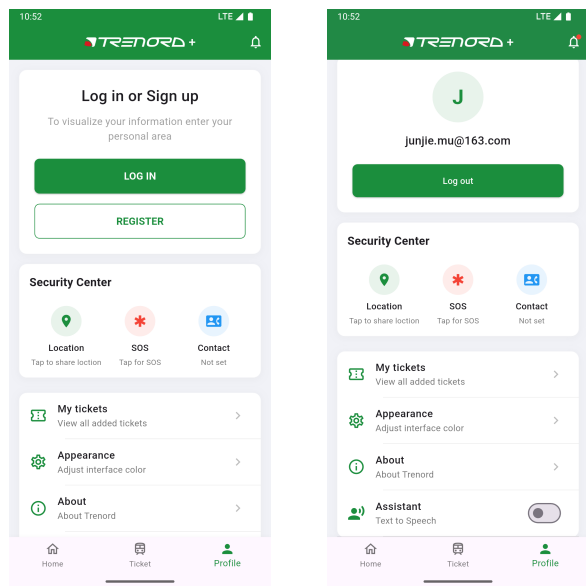 10:52
LTE
TRENORD +
Log in or Sign up
To visualize your information enter your
personal area
LOG IN
REGISTER
Security Center
Location
SOS
Contact
Tap to share loction
Tap for SOS
Not set
My tickets
View all added tickets
Appearance
Adjust interface color
About
About Trenord
Home
Ticket
Profile
10:52
LTE
TRENORD +
J
junjie.mu@163.com
Log out
Security Center
Location
SOS
Contact
Tap to share loction
Tap for SOS
Not set
My tickets
View all added tickets
Appearance
Adjust interface color
About
About Trenord
Assistant
Text to Speech
Home
Ticket
Profile